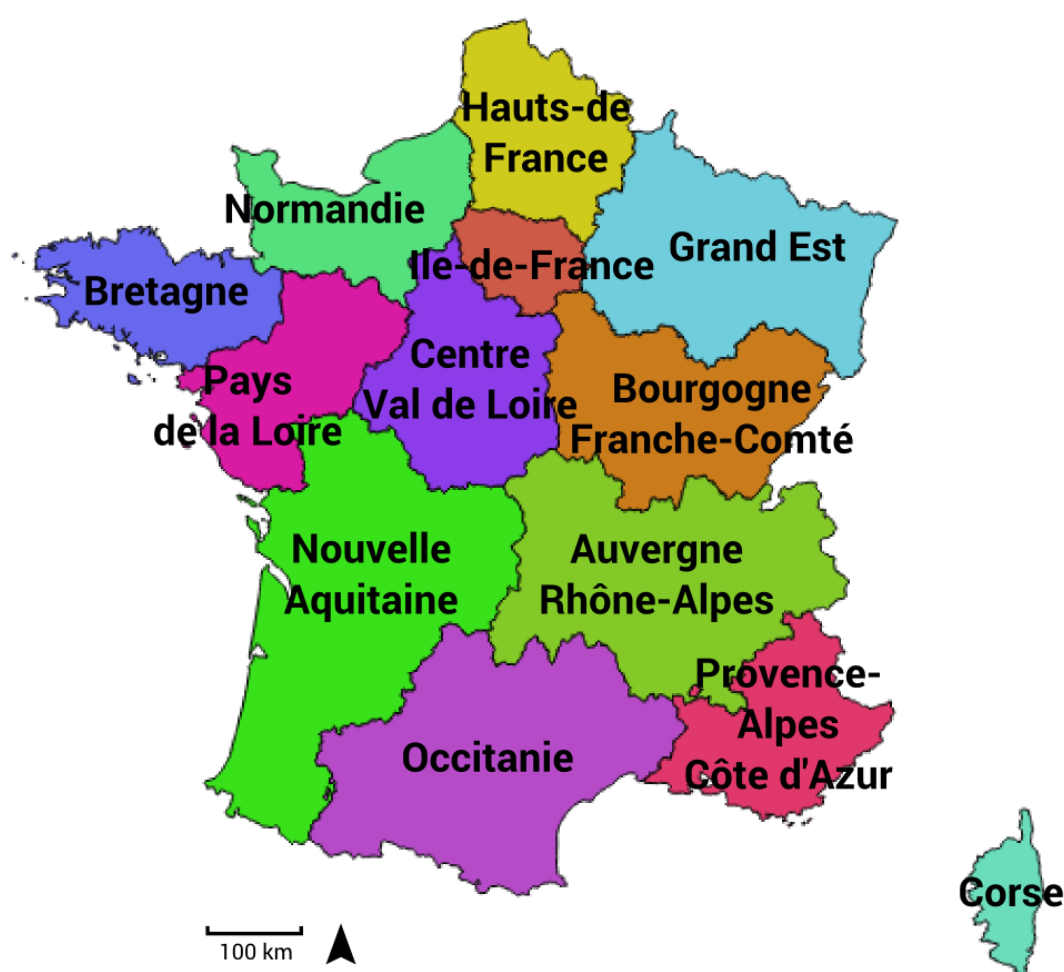 Hauts-de
France
Normandie
Ile-de-France
Grand Est
Bretagne
Centre
Val de Loire
Pays
de la Loire
Bourgogne
Franche-Comté
Nouvelle
Aquitaine
Auvergne
Rhône-Alpes
Provence-
Alpes
Côte d'Azur
Occitanie
Corse
100 km